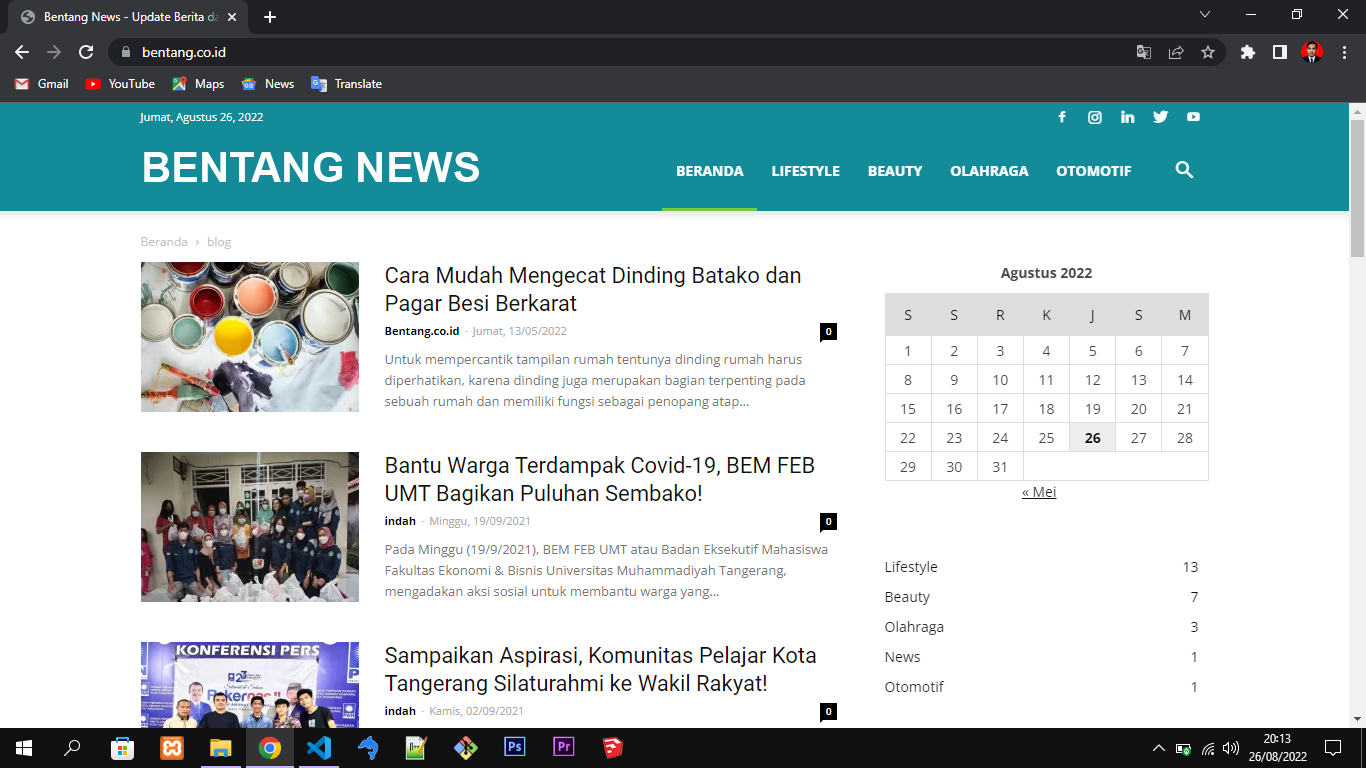 Bentang News - Update Berita da
bentang.co.id
Gmail YouTube Maps News Translate
Jumat, Agustus 26, 2022
BENTANG NEWS
BERANDA LIFESTYLE BEAUTY OLAHRAGA OTOMOTIF
Beranda › blog
Cara Mudah Mengecat Dinding Batako dan
Pagar Besi Berkarat
Bentang.co.id - Jumat, 13/05/2022 0
Untuk mempercantik tampilan rumah tentunya dinding rumah harus
diperhatikan, karena dinding juga merupakan bagian terpenting pada
sebuah rumah dan memiliki fungsi sebagai penopang atap...
Bantu Warga Terdampak Covid-19, BEM FEB
UMT Bagikan Puluhan Sembako!
indah - Minggu, 19/09/2021 0
Pada Minggu (19/9/2021), BEM FEB UMT atau Badan Eksekutif Mahasiswa
Fakultas Ekonomi & Bisnis Universitas Muhammadiyah Tangerang,
mengadakan aksi sosial untuk membantu warga yang...
KONFERENSI PERS
Sampaikan Aspirasi, Komunitas Pelajar Kota
Tangerang Silaturahmi ke Wakil Rakyat!
indah - Kamis, 02/09/2021 0
Agustus 2022
S S R K J S M
1 2 3 4 5 6 7
8 9 10 11 12 13 14
15 16 17 18 19 20 21
22 23 24 25 26 27 28
29 30 31
« Mei
Lifestyle 13
Beauty 7
Olahraga 3
News 1
Otomotif 1
Ps Pr
20:13
26/08/2022